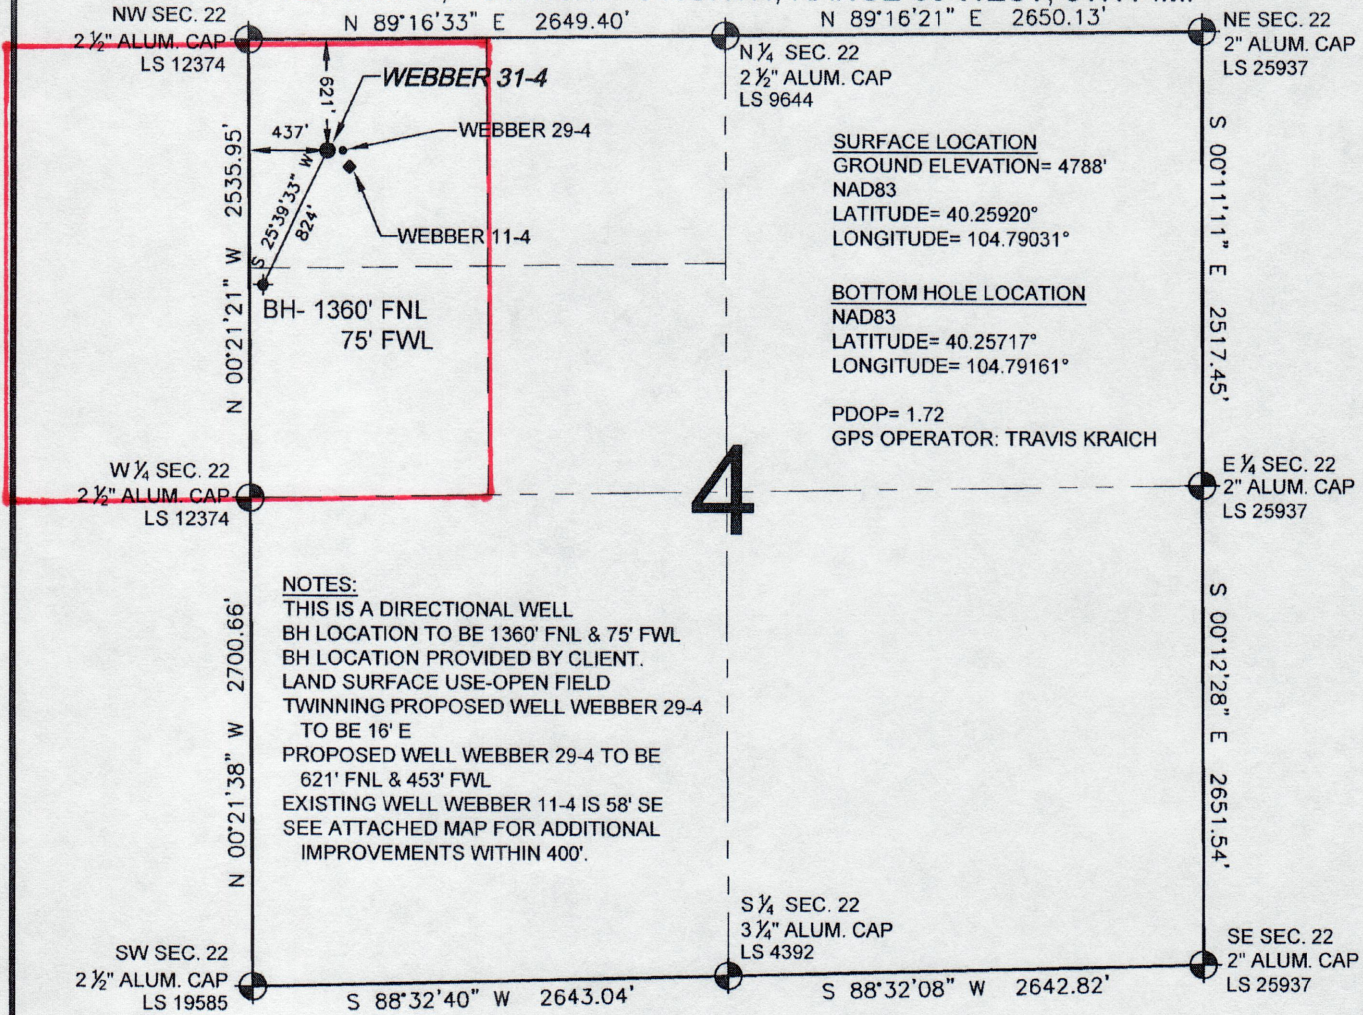 N 89°16'33" E 2649.40'
N 89°16'21" E 2650.13'
NW SEC. 22
2 ½" ALUM. CAP
LS 12374
N ¼ SEC. 22
2 ½" ALUM. CAP
LS 9644
NE SEC. 22
2" ALUM. CAP
LS 25937
621'
WEBBER 31-4
437'
WEBBER 29-4
S 25°39'33" W
824'
WEBBER 11-4
BH- 1360' FNL
75' FWL
N 00°21'21" W 2535.95'
SURFACE LOCATION
GROUND ELEVATION= 4788'
NAD83
LATITUDE= 40.25920°
LONGITUDE= 104.79031°
BOTTOM HOLE LOCATION
NAD83
LATITUDE= 40.25717°
LONGITUDE= 104.79161°
PDOP= 1.72
GPS OPERATOR: TRAVIS KRAICH
S 00°11'11" E 2517.45'
W ¼ SEC. 22
2 ½" ALUM. CAP
LS 12374
4
E ¼ SEC. 22
2" ALUM. CAP
LS 25937
NOTES:
THIS IS A DIRECTIONAL WELL
BH LOCATION TO BE 1360' FNL & 75' FWL
BH LOCATION PROVIDED BY CLIENT.
LAND SURFACE USE-OPEN FIELD
TWINNING PROPOSED WELL WEBBER 29-4
TO BE 16' E
PROPOSED WELL WEBBER 29-4 TO BE
621' FNL & 453' FWL
EXISTING WELL WEBBER 11-4 IS 58' SE
SEE ATTACHED MAP FOR ADDITIONAL
IMPROVEMENTS WITHIN 400'.
N 00°21'38" W 2700.66'
S 00°12'28" E 2651.54'
SW SEC. 22
2 ½" ALUM. CAP
LS 19585
S ¼ SEC. 22
3 ¼" ALUM. CAP
LS 4392
SE SEC. 22
2" ALUM. CAP
LS 25937
S 88°32'40" W 2643.04'
S 88°32'08" W 2642.82'